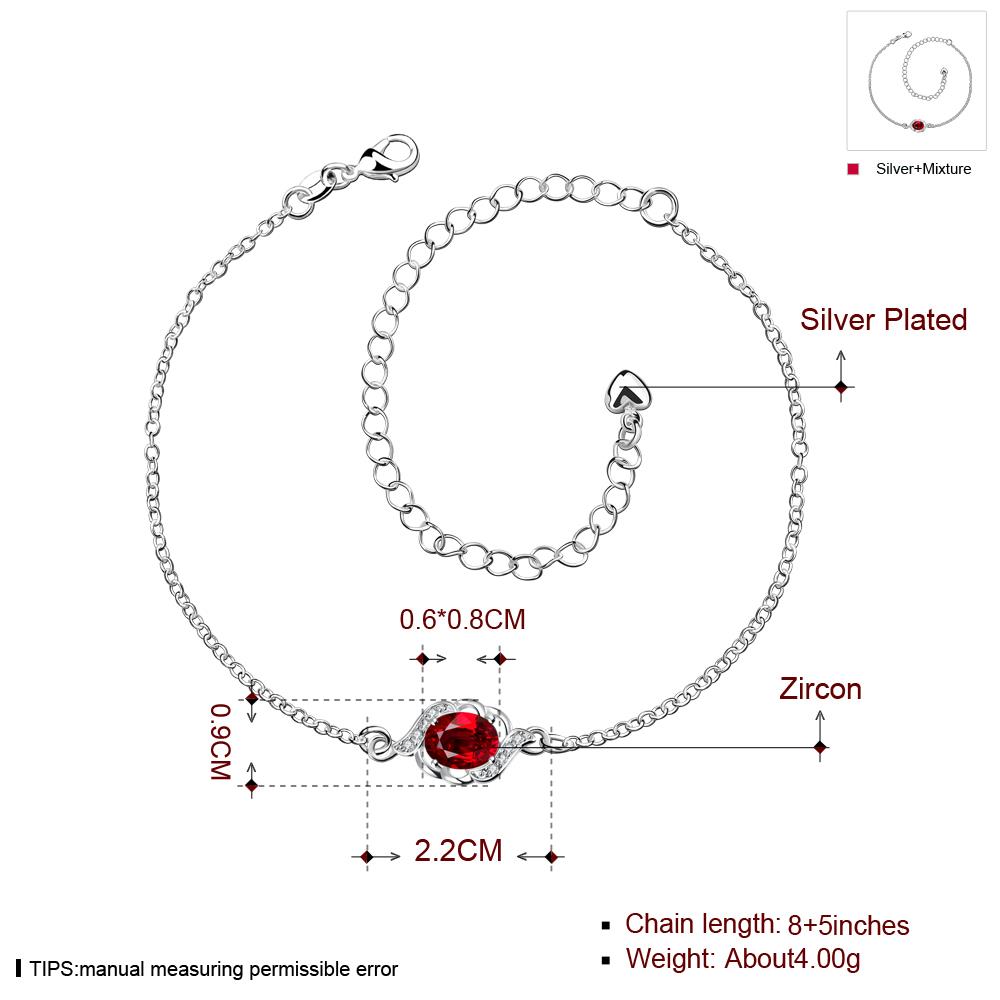 Silver+Mixture
Silver Plated
0.6*0.8CM
Zircon
0.9CM
2.2CM
Chain length: 8+5inches
Weight: About4.00g
TIPS:manual measuring permissible error